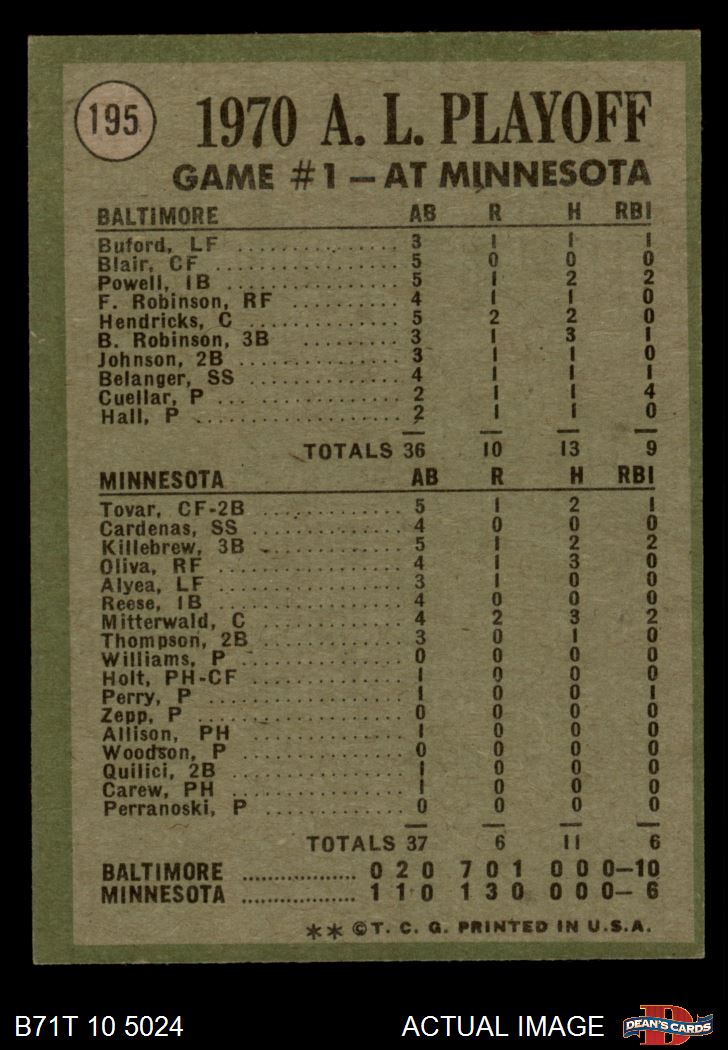 195
1970 A. L. PLAYOFF
GAME #1 — AT MINNESOTA
BALTIMORE AB R H RBI
Buford, LF .............. 3 1 1 1
Blair, CF ................ 5 0 0 0
Powell, 1B ............... 5 1 2 2
F. Robinson, RF .......... 4 1 1 0
Hendricks, C ............. 5 2 2 0
B. Robinson, 3B ......... 3 1 3 1
Johnson, 2B .............. 3 1 1 0
Belanger, SS ............. 4 1 1 1
Cuellar, P ............... 2 1 1 4
Hall, P .................. 2 1 1 0
TOTALS 36 10 13 9
MINNESOTA AB R H RBI
Tovar, CF-2B ............. 5 1 2 1
Cardenas, SS ............. 4 0 0 0
Killebrew, 3B ............ 5 1 2 2
Oliva, RF ................ 4 1 3 0
Alyea, LF ................ 3 1 0 0
Reese, 1B ................ 4 0 0 0
Mitterwald, C ............ 4 2 3 2
Thompson, 2B ............. 3 0 1 0
Williams, P .............. 0 0 0 0
Holt, PH-CF .............. 1 0 0 0
Perry, P ................. 1 0 0 1
Zepp, P .................. 0 0 0 0
Allison, PH .............. 1 0 0 0
Woodson, P ............... 0 0 0 0
Quilici, 2B .............. 1 0 0 0
Carew, PH ................ 1 0 0 0
Perranoski, P ............ 0 0 0 0
TOTALS 37 6 11 6
BALTIMORE ................ 0 2 0 7 0 1 0 0 0—10
MINNESOTA ................ 1 1 0 1 3 0 0 0 0— 6
** © T. C. G. PRINTED IN U.S.A.
B71T 10 5024 ACTUAL IMAGE D DEAN'S CARDS